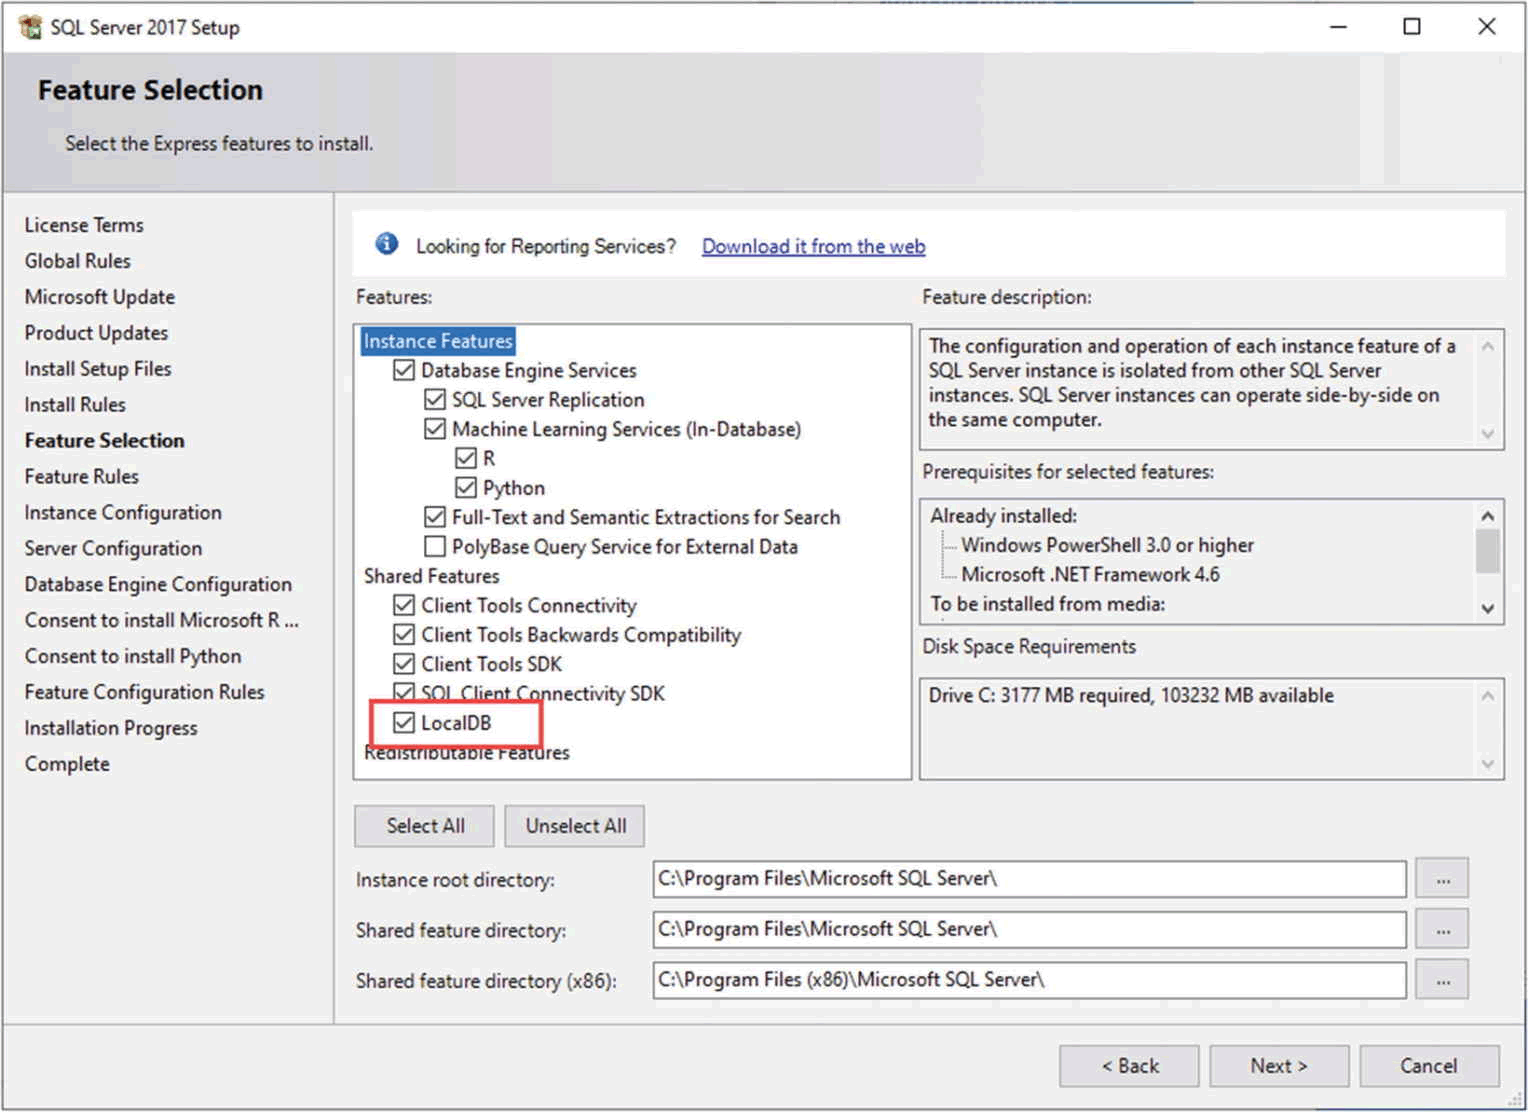 SQL Server 2017 Setup
Feature Selection
Select the Express features to install.
License Terms
Global Rules
Microsoft Update
Product Updates
Install Setup Files
Install Rules
Feature Selection
Feature Rules
Instance Configuration
Server Configuration
Database Engine Configuration
Consent to install Microsoft R ...
Consent to install Python
Feature Configuration Rules
Installation Progress
Complete
Looking for Reporting Services? Download it from the web
Features:
Instance Features
Database Engine Services
SQL Server Replication
Machine Learning Services (In-Database)
R
Python
Full-Text and Semantic Extractions for Search
PolyBase Query Service for External Data
Shared Features
Client Tools Connectivity
Client Tools Backwards Compatibility
Client Tools SDK
SQL Client Connectivity SDK
LocalDB
Redistributable Features
Feature description:
The configuration and operation of each instance feature of a
SQL Server instance is isolated from other SQL Server
instances. SQL Server instances can operate side-by-side on
the same computer.
Prerequisites for selected features:
Already installed:
Windows PowerShell 3.0 or higher
Microsoft .NET Framework 4.6
To be installed from media:
Disk Space Requirements
Drive C: 3177 MB required, 103232 MB available
Select All
Unselect All
Instance root directory: C:\Program Files\Microsoft SQL Server\ ...
Shared feature directory: C:\Program Files\Microsoft SQL Server\ ...
Shared feature directory (x86): C:\Program Files (x86)\Microsoft SQL Server\ ...
< Back
Next >
Cancel